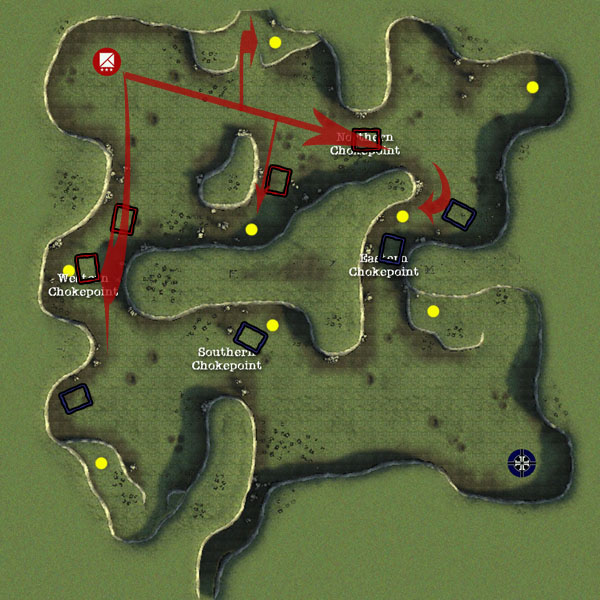 Northern
Chokepoint
Eastern
Chokepoint
Western
Chokepoint
Southern
Chokepoint